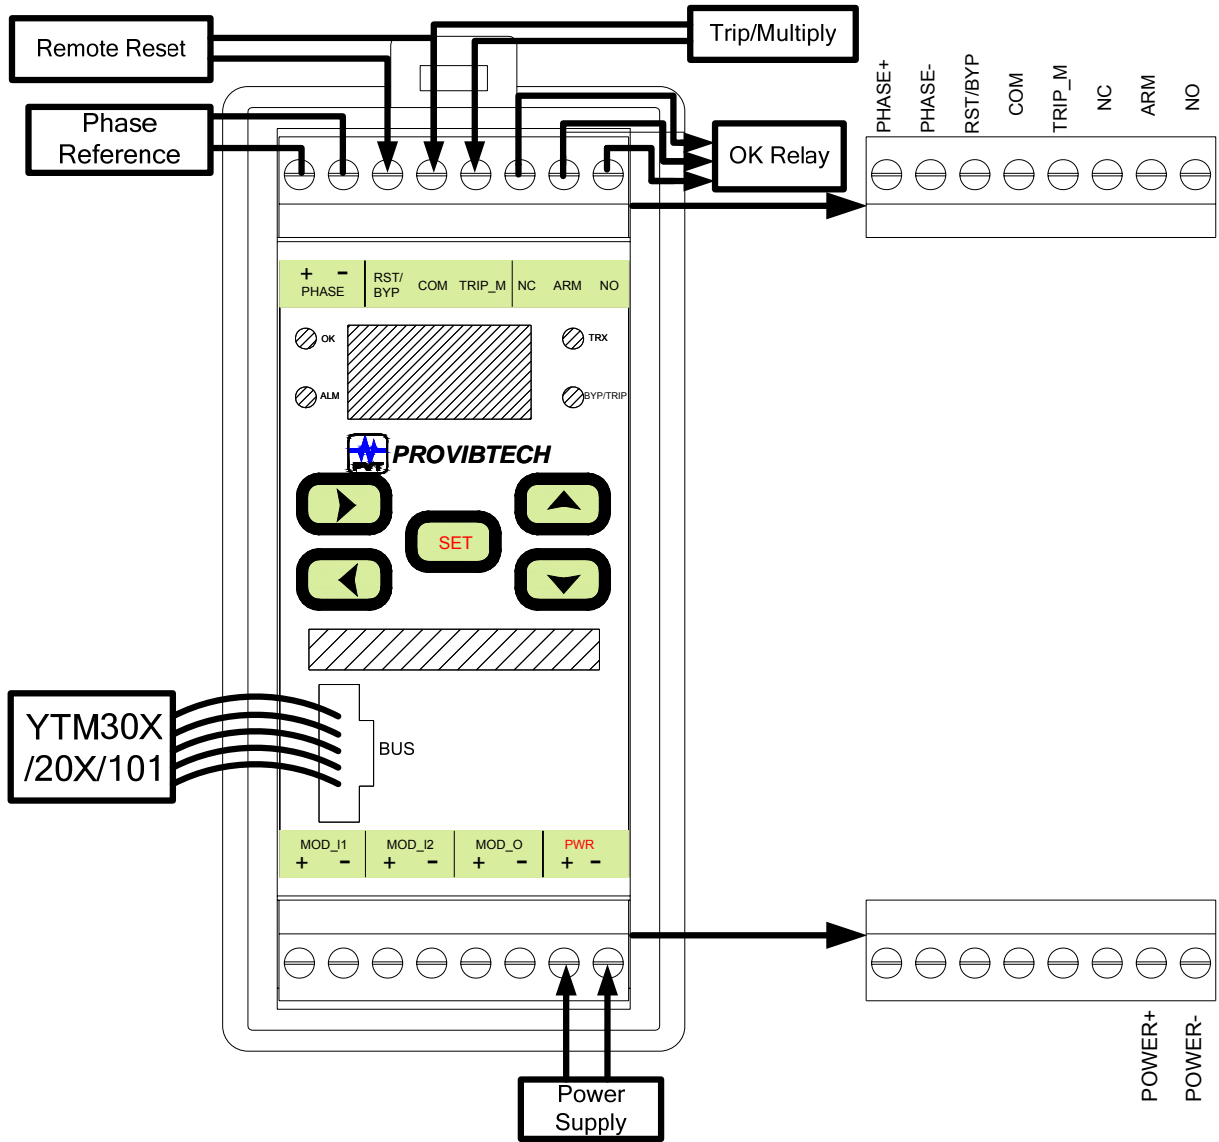 Remote Reset
Trip/Multiply
Phase
Reference
OK Relay
PHASE+
PHASE-
RST/BYP
COM
TRIP_M
NC
ARM
NO
+ -
PHASE
RST/
BYP
COM
TRIP_M
NC
ARM
NO
OK
TRX
ALM
BYP/TRIP
PROVIBTECH
SET
YTM30X
/20X/101
BUS
MOD_I1
+ -
MOD_I2
+ -
MOD_O
+ -
PWR
+ -
POWER+
POWER-
Power
Supply